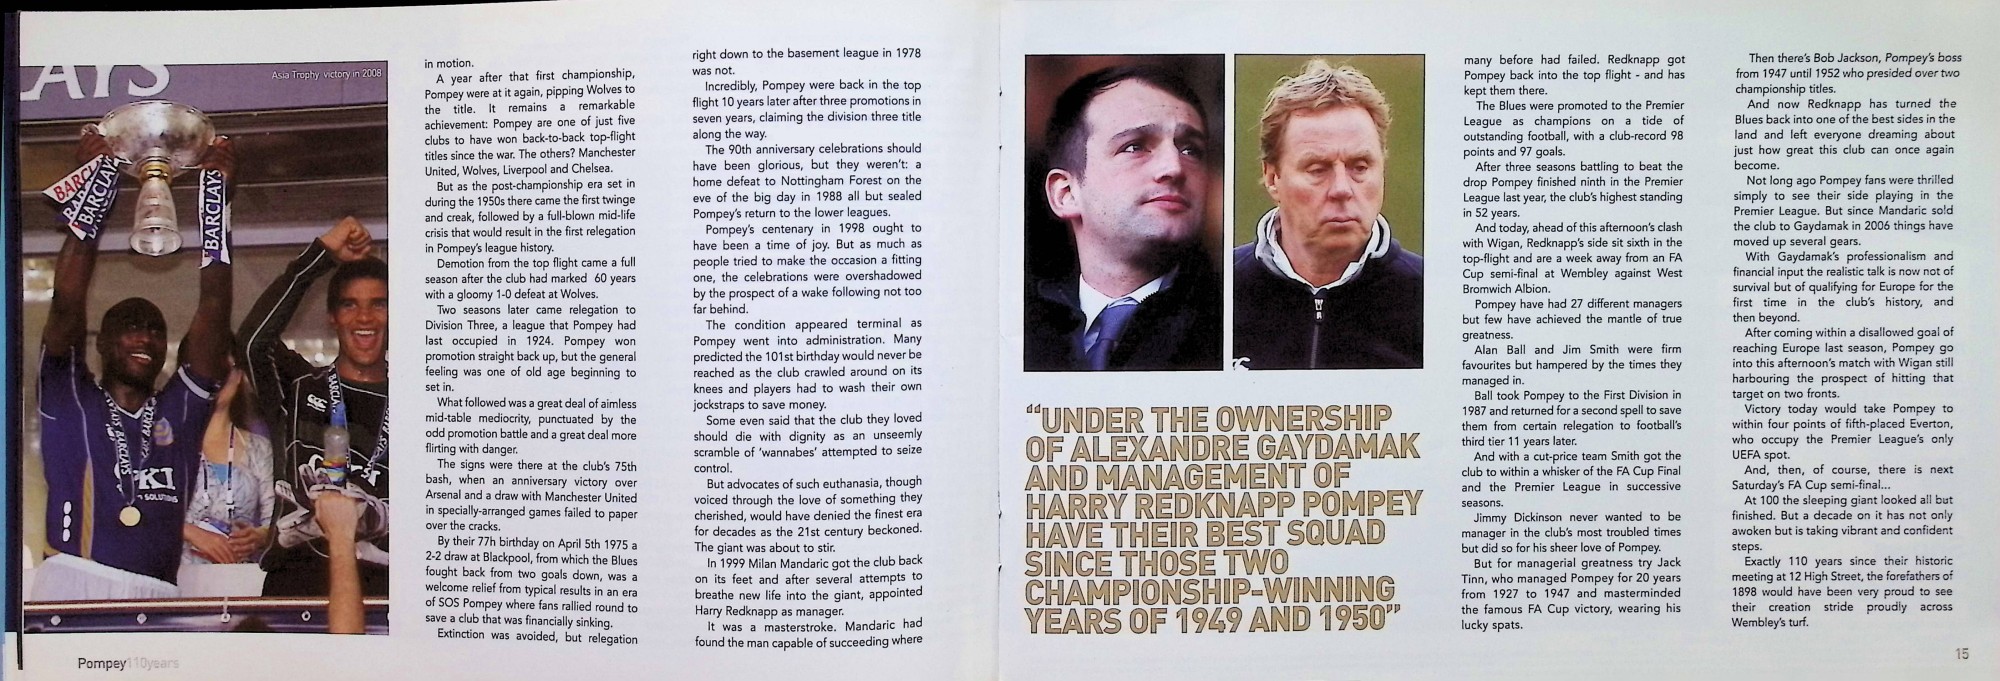 AYS
Asia Trophy victory in 2008
BARCLAYS
BARCLAYS
BARCLAYS
OKI
SOLUTIONS
in motion.
A year after that first championship,
Pompey were at it again, pipping Wolves to
the title. It remains a remarkable
achievement: Pompey are one of just five
clubs to have won back-to-back top-flight
titles since the war. The others? Manchester
United, Wolves, Liverpool and Chelsea.
But as the post-championship era set in
during the 1950s there came the first twinge
and creak, followed by a full-blown mid-life
crisis that would result in the first relegation
in Pompey's league history.
Demotion from the top flight came a full
season after the club had marked 60 years
with a gloomy 1-0 defeat at Wolves.
Two seasons later came relegation to
Division Three, a league that Pompey had
last occupied in 1924. Pompey won
promotion straight back up, but the general
feeling was one of old age beginning to
set in.
What followed was a great deal of aimless
mid-table mediocrity, punctuated by the
odd promotion battle and a great deal more
flirting with danger.
The signs were there at the club's 75th
bash, when an anniversary victory over
Arsenal and a draw with Manchester United
in specially-arranged games failed to paper
over the cracks.
By their 77h birthday on April 5th 1975 a
2-2 draw at Blackpool, from which the Blues
fought back from two goals down, was a
welcome relief from typical results in an era
of SOS Pompey where fans rallied round to
save a club that was financially sinking.
Extinction was avoided, but relegation
right down to the basement league in 1978
was not.
Incredibly, Pompey were back in the top
flight 10 years later after three promotions in
seven years, claiming the division three title
along the way.
The 90th anniversary celebrations should
have been glorious, but they weren't: a
home defeat to Nottingham Forest on the
eve of the big day in 1988 all but sealed
Pompey's return to the lower leagues.
Pompey's centenary in 1998 ought to
have been a time of joy. But as much as
people tried to make the occasion a fitting
one, the celebrations were overshadowed
by the prospect of a wake following not too
far behind.
The condition appeared terminal as
Pompey went into administration. Many
predicted the 101st birthday would never be
reached as the club crawled around on its
knees and players had to wash their own
jockstraps to save money.
Some even said that the club they loved
should die with dignity as an unseemly
scramble of 'wannabes' attempted to seize
control.
But advocates of such euthanasia, though
voiced through the love of something they
cherished, would have denied the finest era
for decades as the 21st century beckoned.
The giant was about to stir.
In 1999 Milan Mandaric got the club back
on its feet and after several attempts to
breathe new life into the giant, appointed
Harry Redknapp as manager.
It was a masterstroke. Mandaric had
found the man capable of succeeding where
Pompey110years
"UNDER THE OWNERSHIP
OF ALEXANDRE GAYDAMAK
AND MANAGEMENT OF
HARRY REDKNAPP POMPEY
HAVE THEIR BEST SQUAD
SINCE THOSE TWO
CHAMPIONSHIP-WINNING
YEARS OF 1949 AND 1950"
many before had failed. Redknapp got
Pompey back into the top flight - and has
kept them there.
The Blues were promoted to the Premier
League as champions on a tide of
outstanding football, with a club-record 98
points and 97 goals.
After three seasons battling to beat the
drop Pompey finished ninth in the Premier
League last year, the club's highest standing
in 52 years.
And today, ahead of this afternoon's clash
with Wigan, Redknapp's side sit sixth in the
top-flight and are a week away from an FA
Cup semi-final at Wembley against West
Bromwich Albion.
Pompey have had 27 different managers
but few have achieved the mantle of true
greatness.
Alan Ball and Jim Smith were firm
favourites but hampered by the times they
managed in.
Ball took Pompey to the First Division in
1987 and returned for a second spell to save
them from certain relegation to football's
third tier 11 years later.
And with a cut-price team Smith got the
club to within a whisker of the FA Cup Final
and the Premier League in successive
seasons.
Jimmy Dickinson never wanted to be
manager in the club's most troubled times
but did so for his sheer love of Pompey.
But for managerial greatness try Jack
Tinn, who managed Pompey for 20 years
from 1927 to 1947 and masterminded
the famous FA Cup victory, wearing his
lucky spats.
Then there's Bob Jackson, Pompey's boss
from 1947 until 1952 who presided over two
championship titles.
And now Redknapp has turned the
Blues back into one of the best sides in the
land and left everyone dreaming about
just how great this club can once again
become.
Not long ago Pompey fans were thrilled
simply to see their side playing in the
Premier League. But since Mandaric sold
the club to Gaydamak in 2006 things have
moved up several gears.
With Gaydamak's professionalism and
financial input the realistic talk is now not of
survival but of qualifying for Europe for the
first time in the club's history, and
then beyond.
After coming within a disallowed goal of
reaching Europe last season, Pompey go
into this afternoon's match with Wigan still
harbouring the prospect of hitting that
target on two fronts.
Victory today would take Pompey to
within four points of fifth-placed Everton,
who occupy the Premier League's only
UEFA spot.
And, then, of course, there is next
Saturday's FA Cup semi-final...
At 100 the sleeping giant looked all but
finished. But a decade on it has not only
awoken but is taking vibrant and confident
steps.
Exactly 110 years since their historic
meeting at 12 High Street, the forefathers of
1898 would have been very proud to see
their creation stride proudly across
Wembley's turf.
15